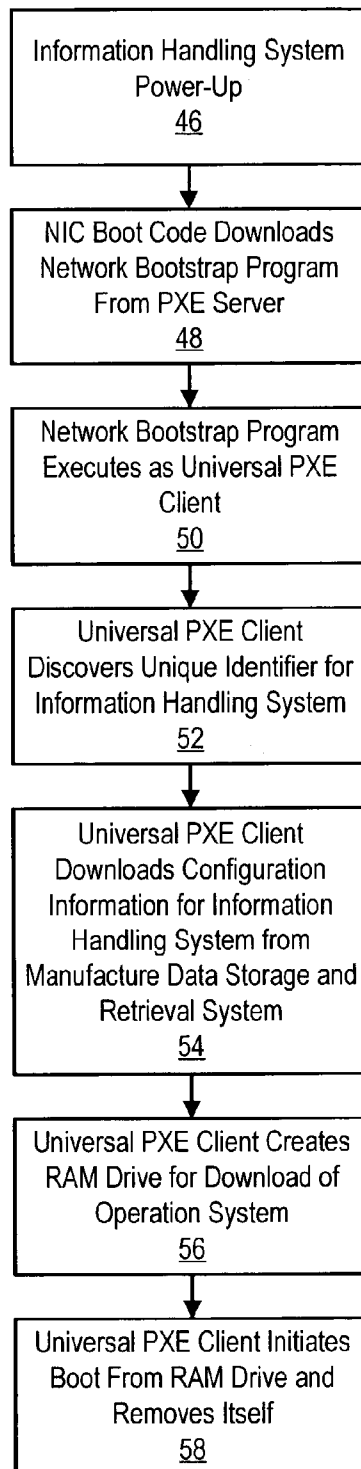 Information Handling System
Power-Up
46
NIC Boot Code Downloads
Network Bootstrap Program
From PXE Server
48
Network Bootstrap Program
Executes as Universal PXE
Client
50
Universal PXE Client
Discovers Unique Identifier for
Information Handling System
52
Universal PXE Client
Downloads Configuration
Information for Information
Handling System from
Manufacture Data Storage and
Retrieval System
54
Universal PXE Client Creates
RAM Drive for Download of
Operation System
56
Universal PXE Client Initiates
Boot From RAM Drive and
Removes Itself
58